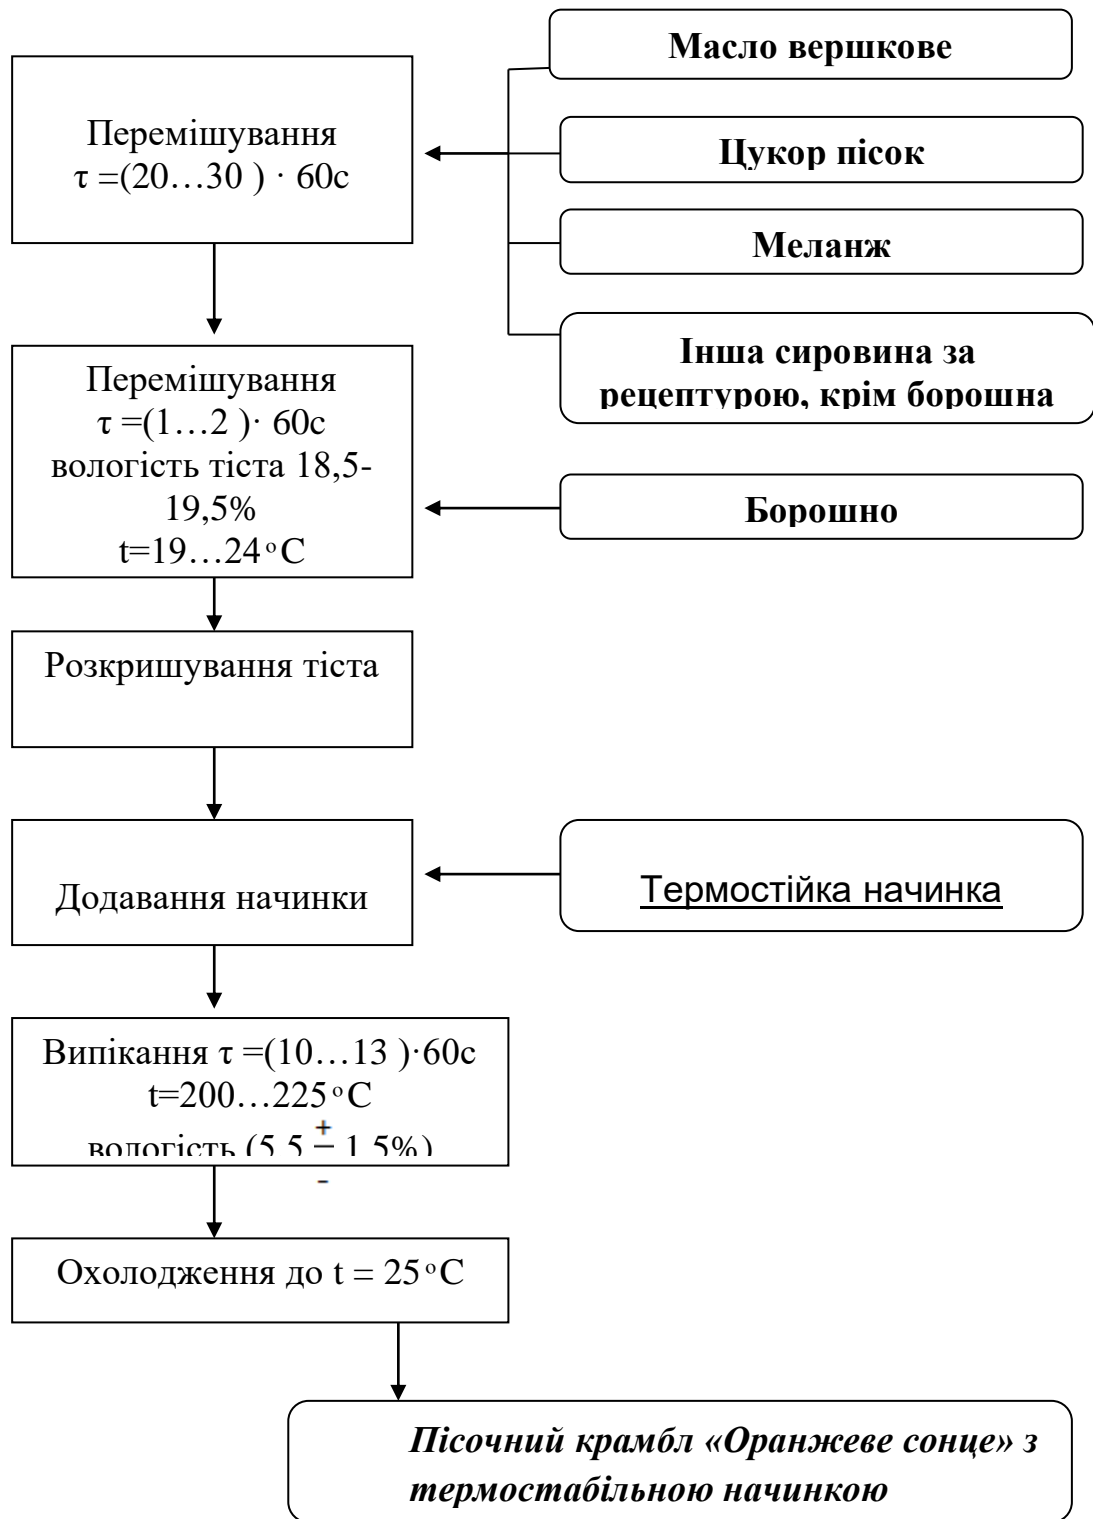 Масло вершкове
Перемішування
τ =(20…30 ) · 60с
Цукор пісок
Меланж
Інша сировина за
рецептурою, крім борошна
Перемішування
τ =(1…2 )· 60с
вологість тіста 18,5-
19,5%
t=19…24°С
Борошно
Розкришування тіста
Додавання начинки
Термостійка начинка
Випікання τ =(10…13 )·60с
t=200…225°С
вологість (5,5 ± 1,5%)
-
Охолодження до t = 25°С
Пісочний крамбл «Оранжеве сонце» з
термостабільною начинкою